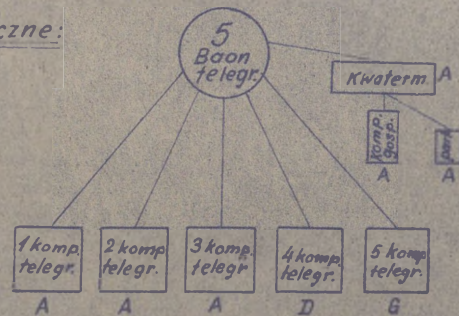 czne:
5
Baon
telegr.
Kwaterm. A
komp.
gosp.
A
park
A
1 komp.
telegr.
A
2 komp
telegr.
A
3 komp.
telegr
A
4 komp.
telegr.
D
5 komp.
telegr.
G